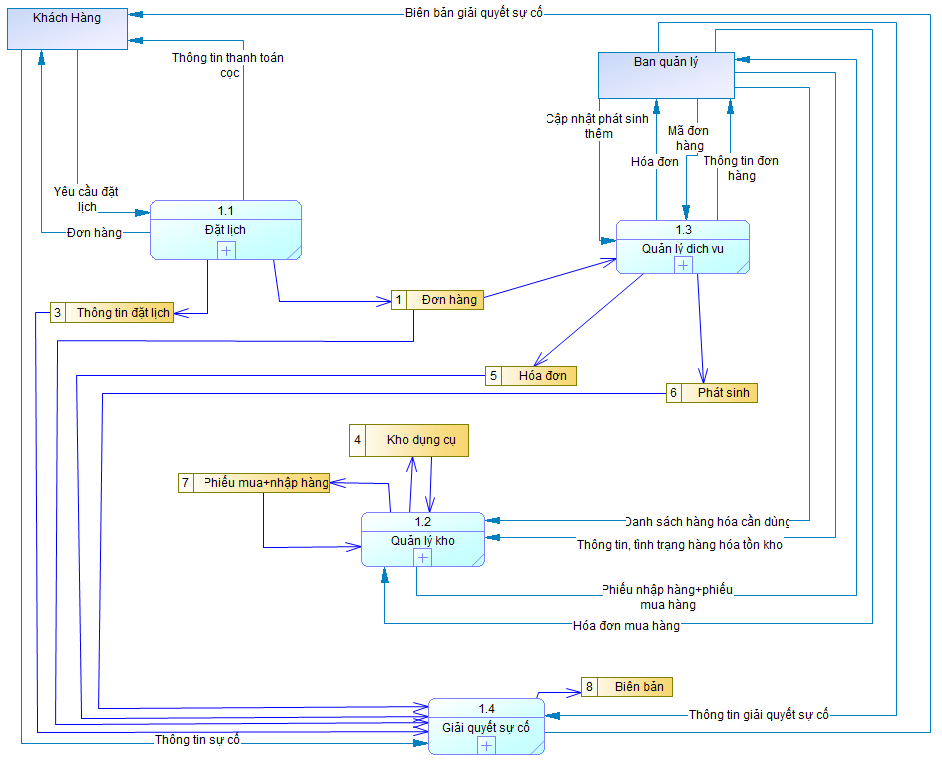 Biên bản giải quyết sự cố
Khách Hàng
Thông tin thanh toán
cọc
Ban quản lý
Cập nhật phát sinh
thêm
Mã đơn
hàng
Hóa đơn
Thông tin đơn
hàng
Yêu cầu đặt
lịch
Đơn hàng
1.1
Đặt lịch
1.3
Quản lý dịch vu
3 Thông tin đặt lịch
1 Đơn hàng
5 Hóa đơn
6 Phát sinh
4 Kho dụng cụ
7 Phiếu mua+nhập hàng
1.2
Quản lý kho
Danh sách hàng hóa cần dùng
Thông tin, tình trạng hàng hóa tồn kho
Phiếu nhập hàng+phiếu
mua hàng
Hóa đơn mua hàng
8 Biên bản
1.4
Giải quyết sự cố
Thông tin giải quyết sự cố
Thông tin sự cố